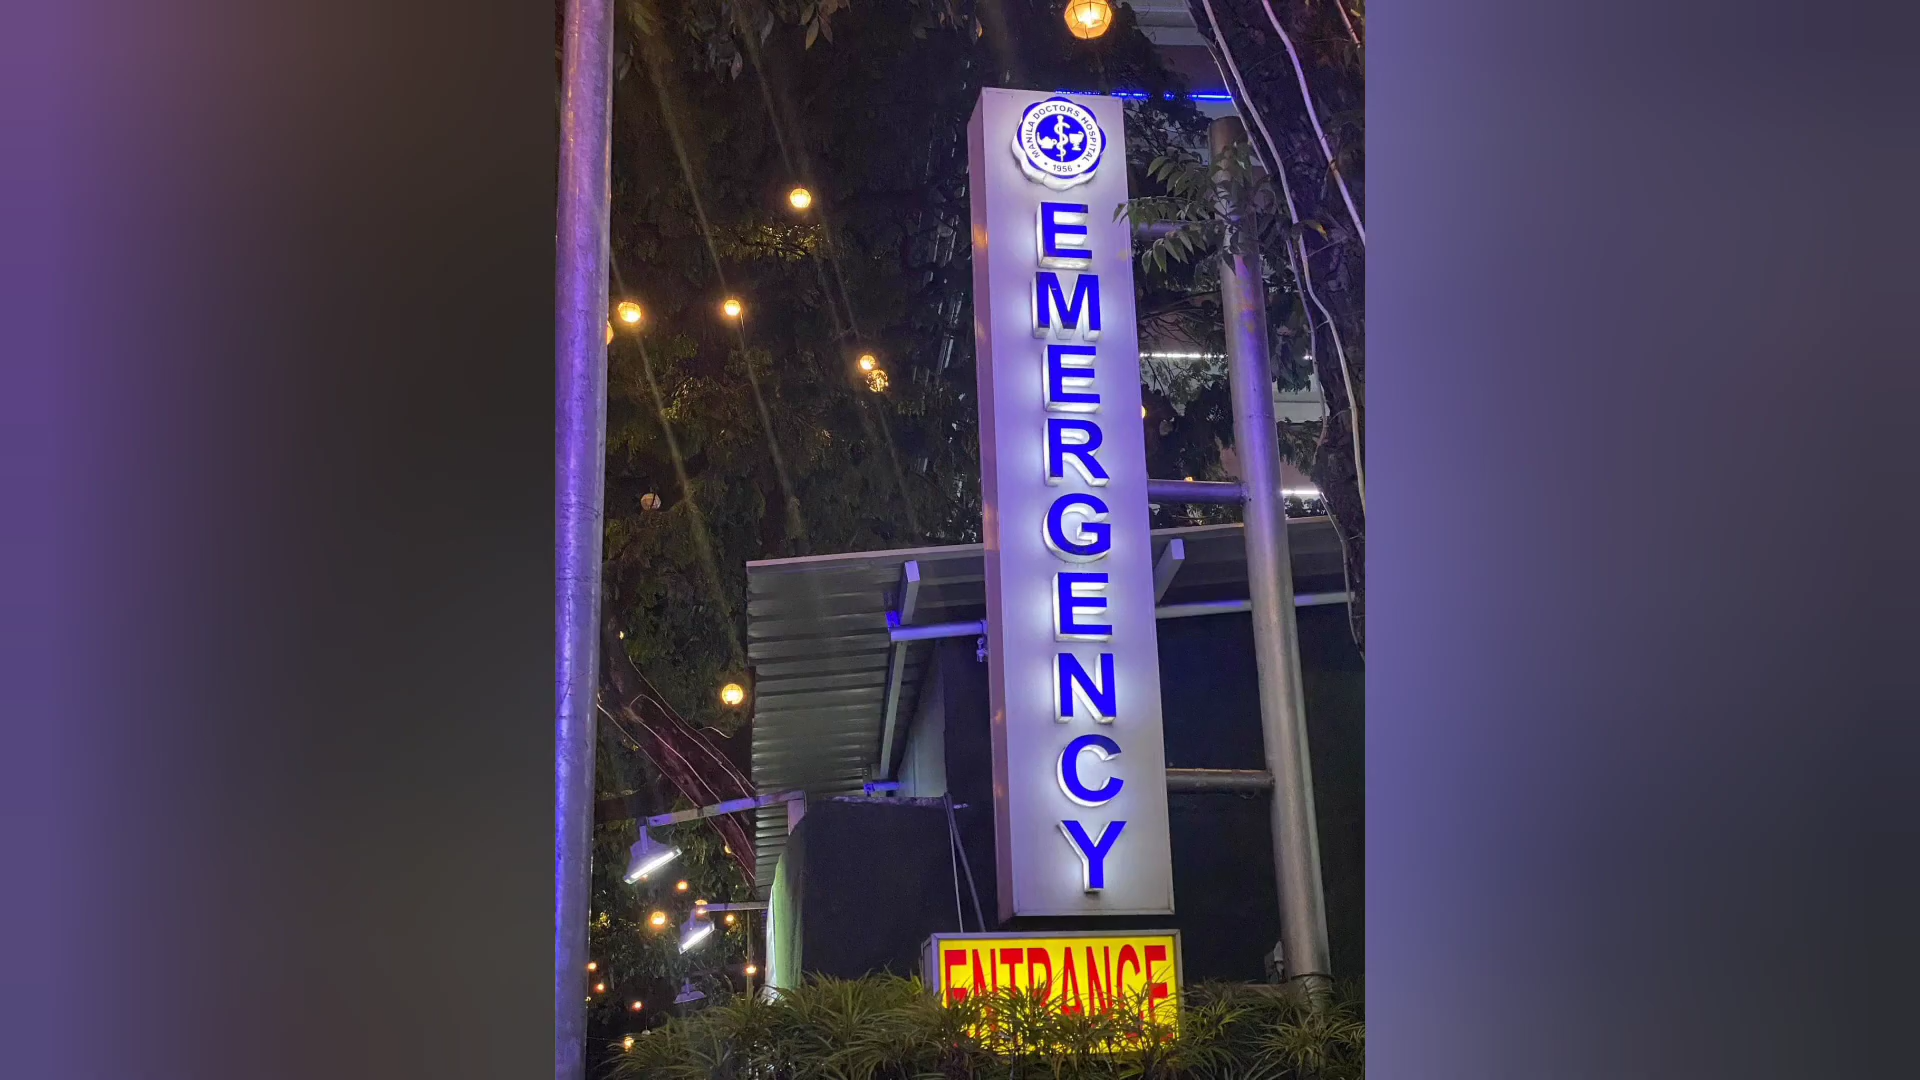 MANILA DOCTORS HOSPITAL
• 1956 •
EMERGENCY
ENTRANCE